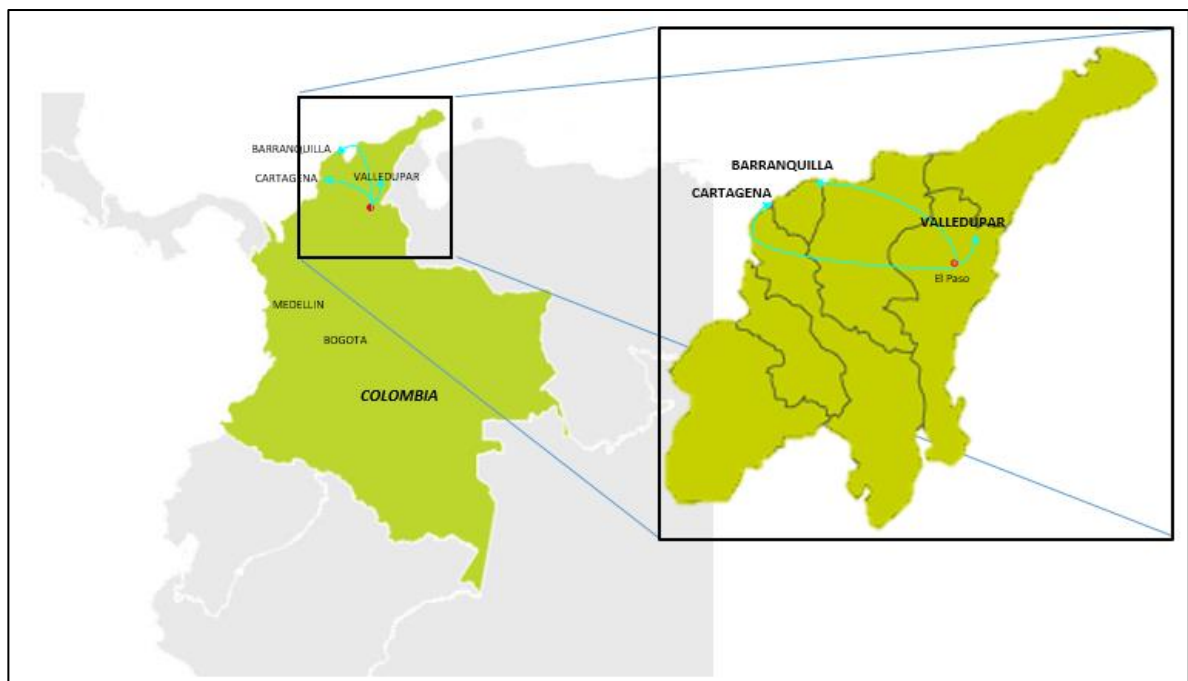 BARRANQUILLA
CARTAGENA
VALLEDUPAR
MEDELLIN
BOGOTA
COLOMBIA
BARRANQUILLA
CARTAGENA
VALLEDUPAR
El Paso